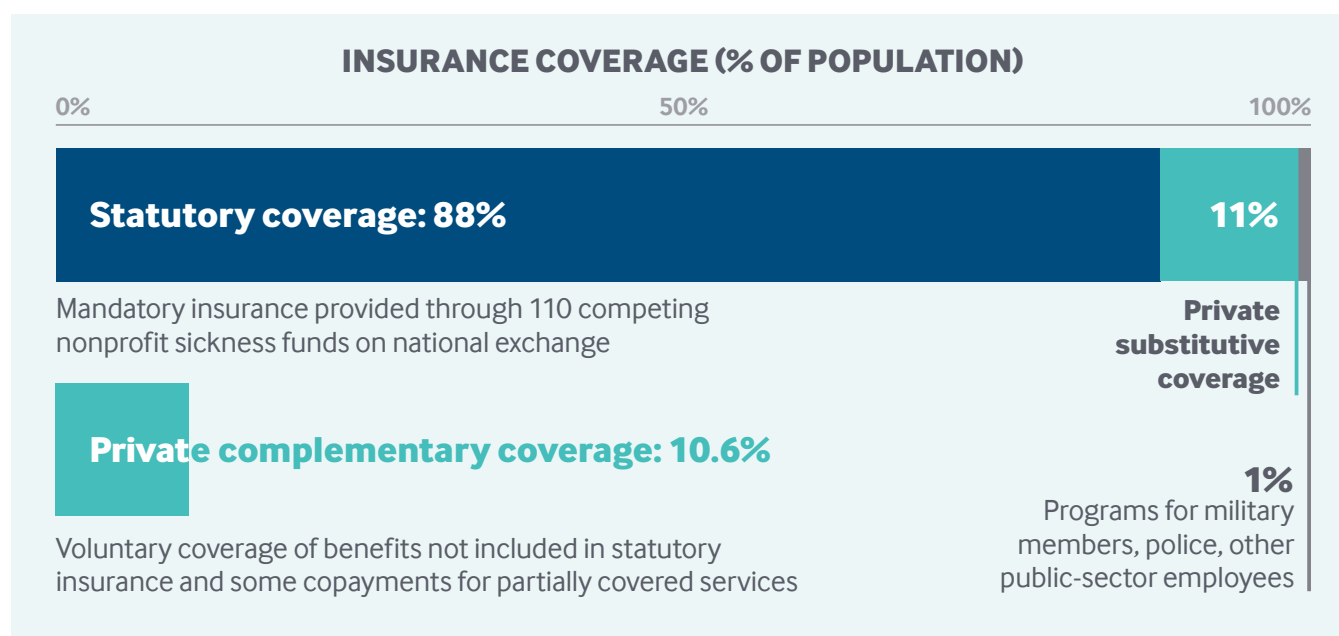 INSURANCE COVERAGE (% OF POPULATION)
0% 50% 100%
Statutory coverage: 88% 11%
Mandatory insurance provided through 110 competing
nonprofit sickness funds on national exchange
Private
substitutive
coverage
Private complementary coverage: 10.6%
Voluntary coverage of benefits not included in statutory
insurance and some copayments for partially covered services
1%
Programs for military
members, police, other
public-sector employees